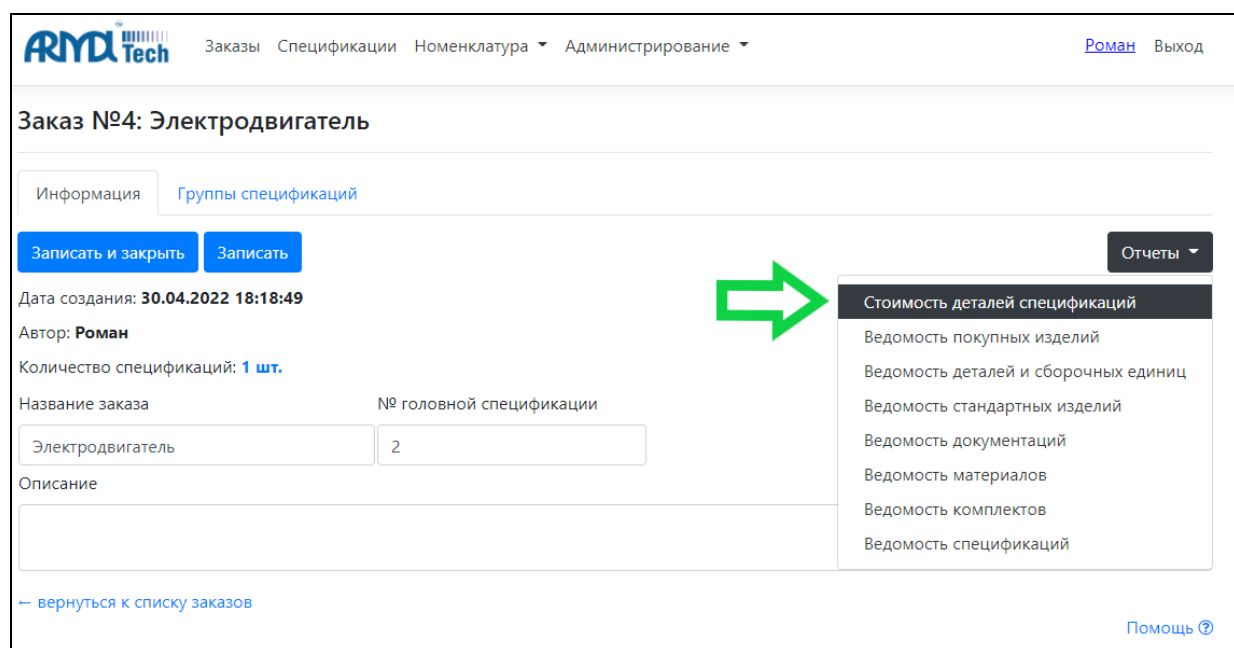 ARMA Tech
Заказы Спецификации Номенклатура Администрирование Роман Выход
Заказ №4: Электродвигатель
Информация Группы спецификаций
Записать и закрыть Записать Отчеты
Дата создания: 30.04.2022 18:18:49
Стоимость деталей спецификаций
Автор: Роман
Ведомость покупных изделий
Количество спецификаций: 1 шт.
Ведомость деталей и сборочных единиц
Название заказа № головной спецификации
Ведомость стандартных изделий
Электродвигатель 2
Ведомость документаций
Описание
Ведомость материалов
Ведомость комплектов
Ведомость спецификаций
← вернуться к списку заказов
Помощь